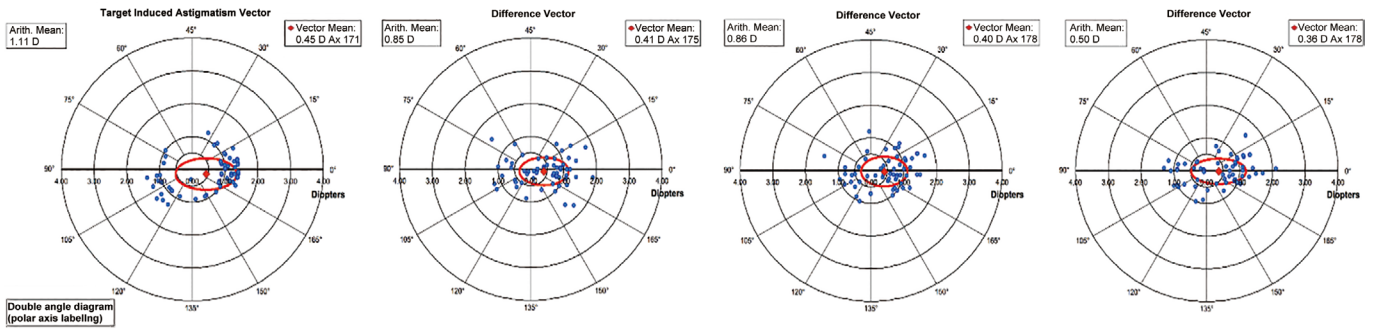 Target Induced Astigmatism Vector
Arith. Mean:
1.11 D
Vector Mean:
0.45 D Ax 171
45°
60°
30°
75°
15°
90°
0°
4.00 3.00 2.00 2.00 3.00 4.00
Diopters
105°
165°
120°
150°
135°
Double angle diagram
(polar axis labeling)
Difference Vector
Arith. Mean:
0.85 D
Vector Mean:
0.41 D Ax 175
45°
60°
30°
75°
15°
90°
0°
4.00 3.00 2.00 2.00 3.00 4.00
Diopters
105°
165°
120°
150°
135°
Difference Vector
Arith. Mean:
0.86 D
Vector Mean:
0.40 D Ax 178
45°
60°
30°
75°
15°
90°
0°
4.00 3.00 2.00 2.00 3.00 4.00
Diopters
105°
165°
120°
150°
135°
Difference Vector
Arith. Mean:
0.50 D
Vector Mean:
0.36 D Ax 178
45°
60°
30°
75°
15°
90°
0°
4.00 3.00 2.00 2.00 3.00 4.00
Diopters
105°
120°
150°
135°